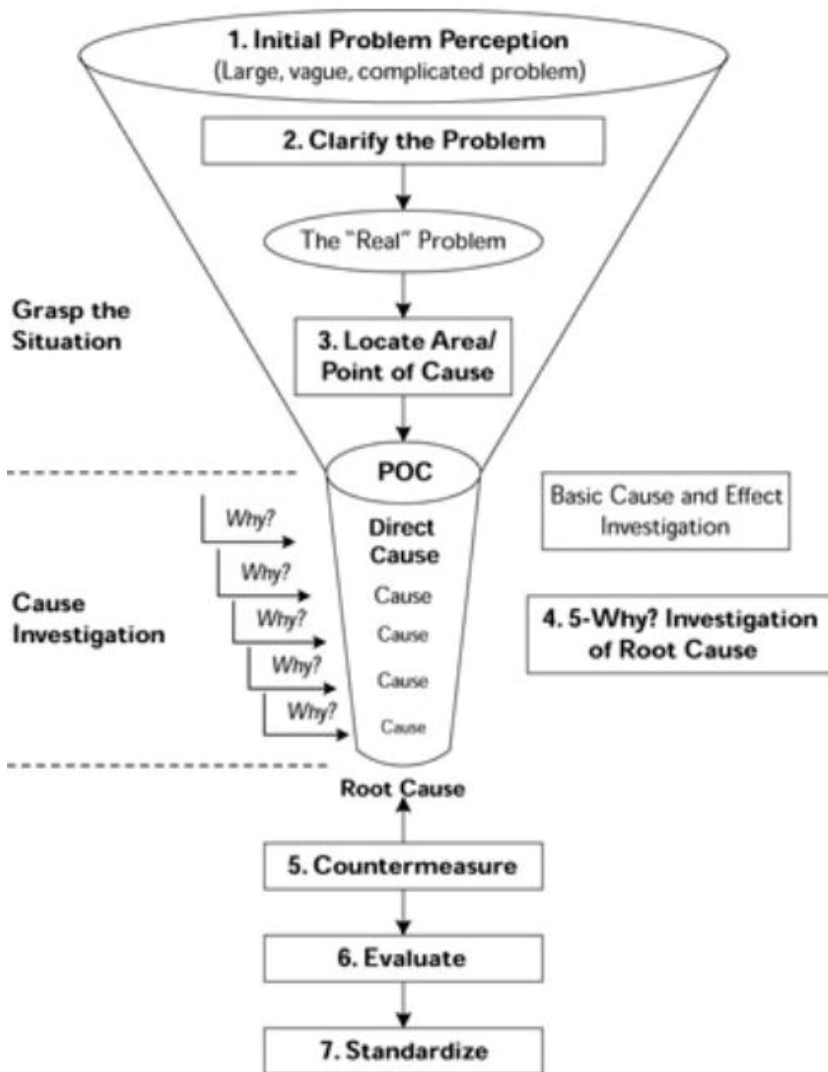 1. Initial Problem Perception
(Large, vague, complicated problem)
2. Clarify the Problem
The "Real" Problem
Grasp the
Situation
3. Locate Area/
Point of Cause
POC
Basic Cause and Effect
Investigation
Why?
Direct
Cause
Why?
Cause
Cause
Investigation
Why?
Cause
4. 5-Why? Investigation
of Root Cause
Why?
Cause
Why?
Cause
Root Cause
5. Countermeasure
6. Evaluate
7. Standardize